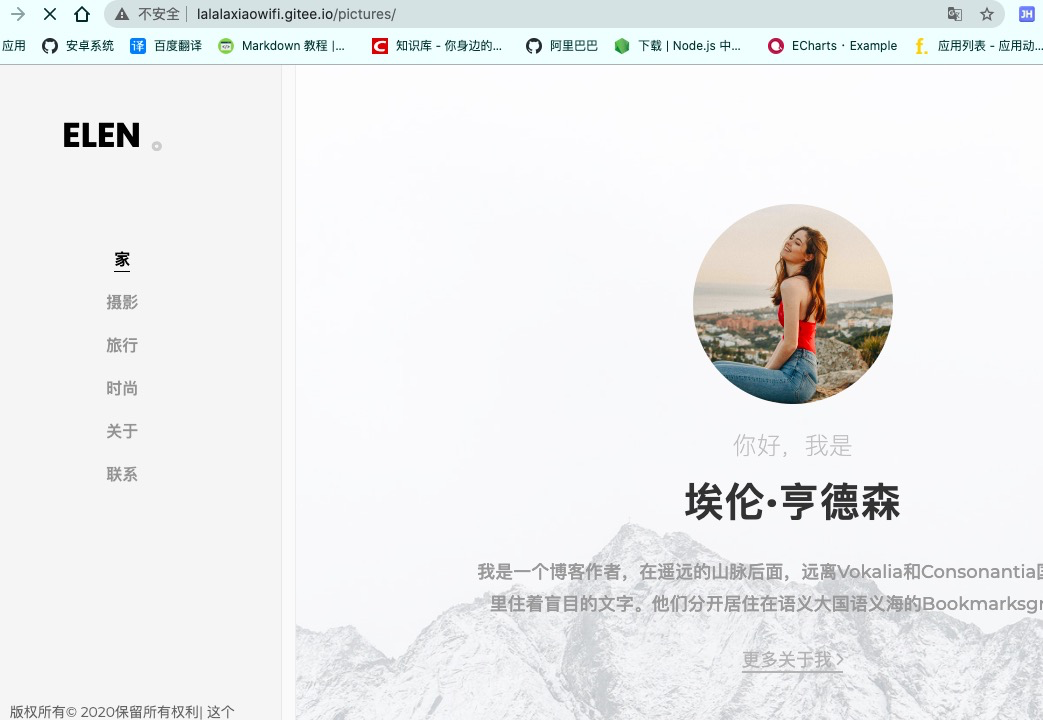 不安全 lalalaxiaowifi.gitee.io/pictures/ JH
应用 安卓系统 译 百度翻译 Markdown 教程 |... C 知识库 - 你身边的... 阿里巴巴 下载 | Node.js 中... ECharts · Example f. 应用列表 - 应用动...
ELEN
家
摄影
旅行
时尚
关于
联系
你好，我是
埃伦·亨德森
我是一个博客作者，在遥远的山脉后面，远离Vokalia和Consonantia
里住着盲目的文字。他们分开居住在语义大国语义海的Bookmarksgr
更多关于我
版权所有© 2020保留所有权利| 这个